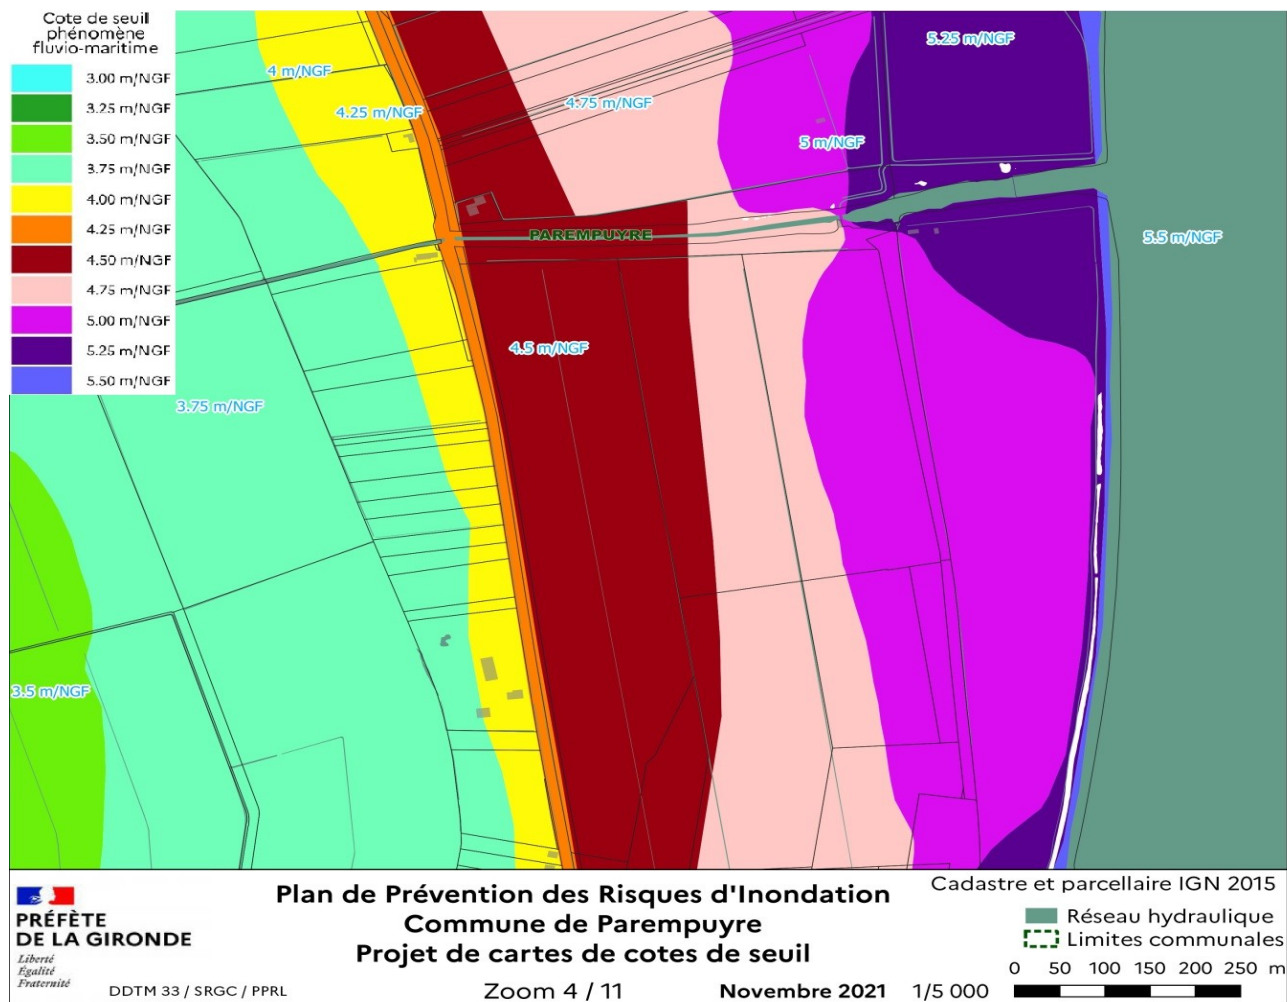 Cote de seuil
phénomène
fluvio-maritime
3.00 m/NGF
3.25 m/NGF
3.50 m/NGF
3.75 m/NGF
4.00 m/NGF
4.25 m/NGF
4.50 m/NGF
4.75 m/NGF
5.00 m/NGF
5.25 m/NGF
5.50 m/NGF
5.25 m/NGF
4 m/NGF
4.75 m/NGF
4.25 m/NGF
5 m/NGF
PAREMPUYRE
5.5 m/NGF
4.5 m/NGF
3.75 m/NGF
3.5 m/NGF
PRÉFÈTE
DE LA GIRONDE
Liberté
Égalité
Fraternité
DDTM 33 / SRGC / PPRL
Plan de Prévention des Risques d'Inondation
Commune de Parempuyre
Projet de cartes de cotes de seuil
Zoom 4 / 11
Novembre 2021
1/5 000
Cadastre et parcellaire IGN 2015
Réseau hydraulique
Limites communales
0 50 100 150 200 250 m